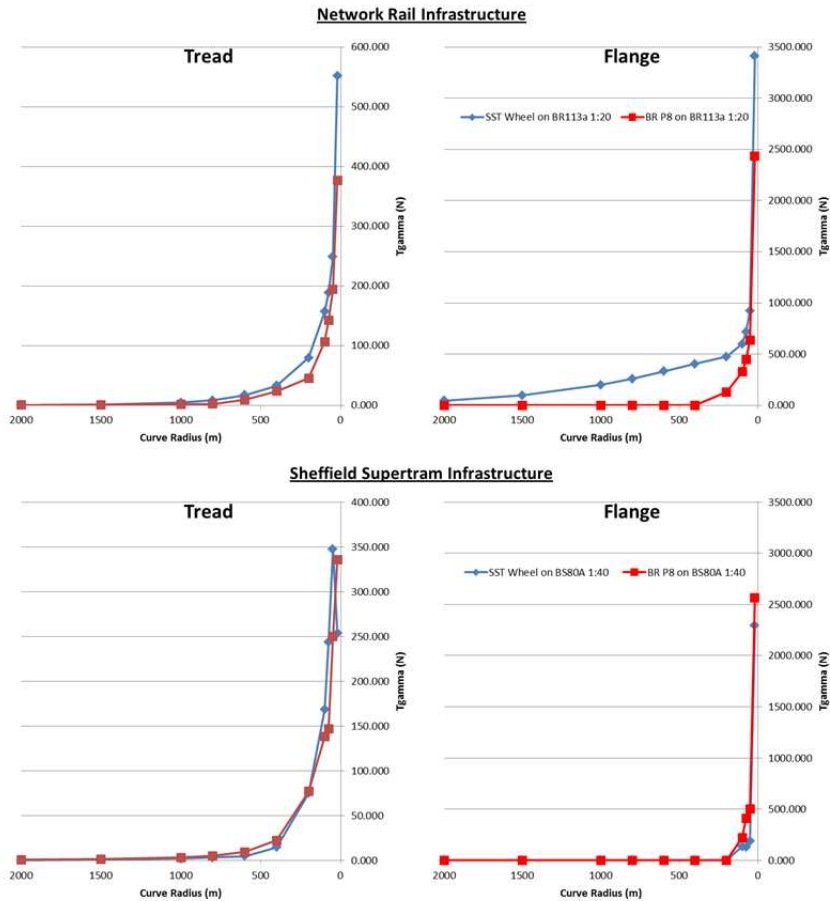 Network Rail Infrastructure
Tread
600.000
500.000
400.000
300.000
200.000
100.000
0.000
Tgamma (N)
2000 1500 1000 500 0
Curve Radius (m)
Flange
SST Wheel on BR113a 1:20 BR P8 on BR113a 1:20
3500.000
3000.000
2500.000
2000.000
1500.000
1000.000
500.000
0.000
Tgamma (N)
2000 1500 1000 500 0
Curve Radius (m)
Sheffield Supertram Infrastructure
Tread
400.000
350.000
300.000
250.000
200.000
150.000
100.000
50.000
0.000
Tgamma (N)
2000 1500 1000 500 0
Curve Radius (m)
Flange
SST Wheel on BS80A 1:40 BR P8 on BS80A 1:40
3500.000
3000.000
2500.000
2000.000
1500.000
1000.000
500.000
0.000
Tgamma (N)
2000 1500 1000 500 0
Curve Radius (m)